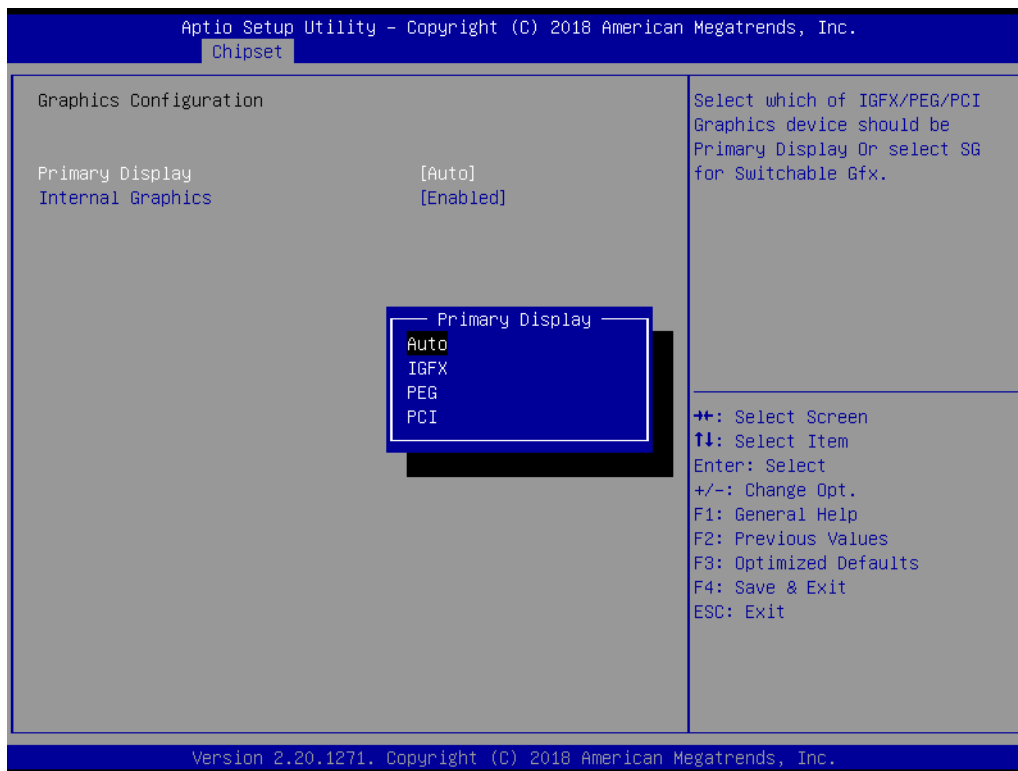 Aptio Setup Utility – Copyright (C) 2018 American Megatrends, Inc.
Chipset
Graphics Configuration
Primary Display [Auto]
Internal Graphics [Enabled]
Select which of IGFX/PEG/PCI
Graphics device should be
Primary Display Or select SG
for Switchable Gfx.
Primary Display
Auto
IGFX
PEG
PCI
→←: Select Screen
↑↓: Select Item
Enter: Select
+/-: Change Opt.
F1: General Help
F2: Previous Values
F3: Optimized Defaults
F4: Save & Exit
ESC: Exit
Version 2.20.1271. Copyright (C) 2018 American Megatrends, Inc.